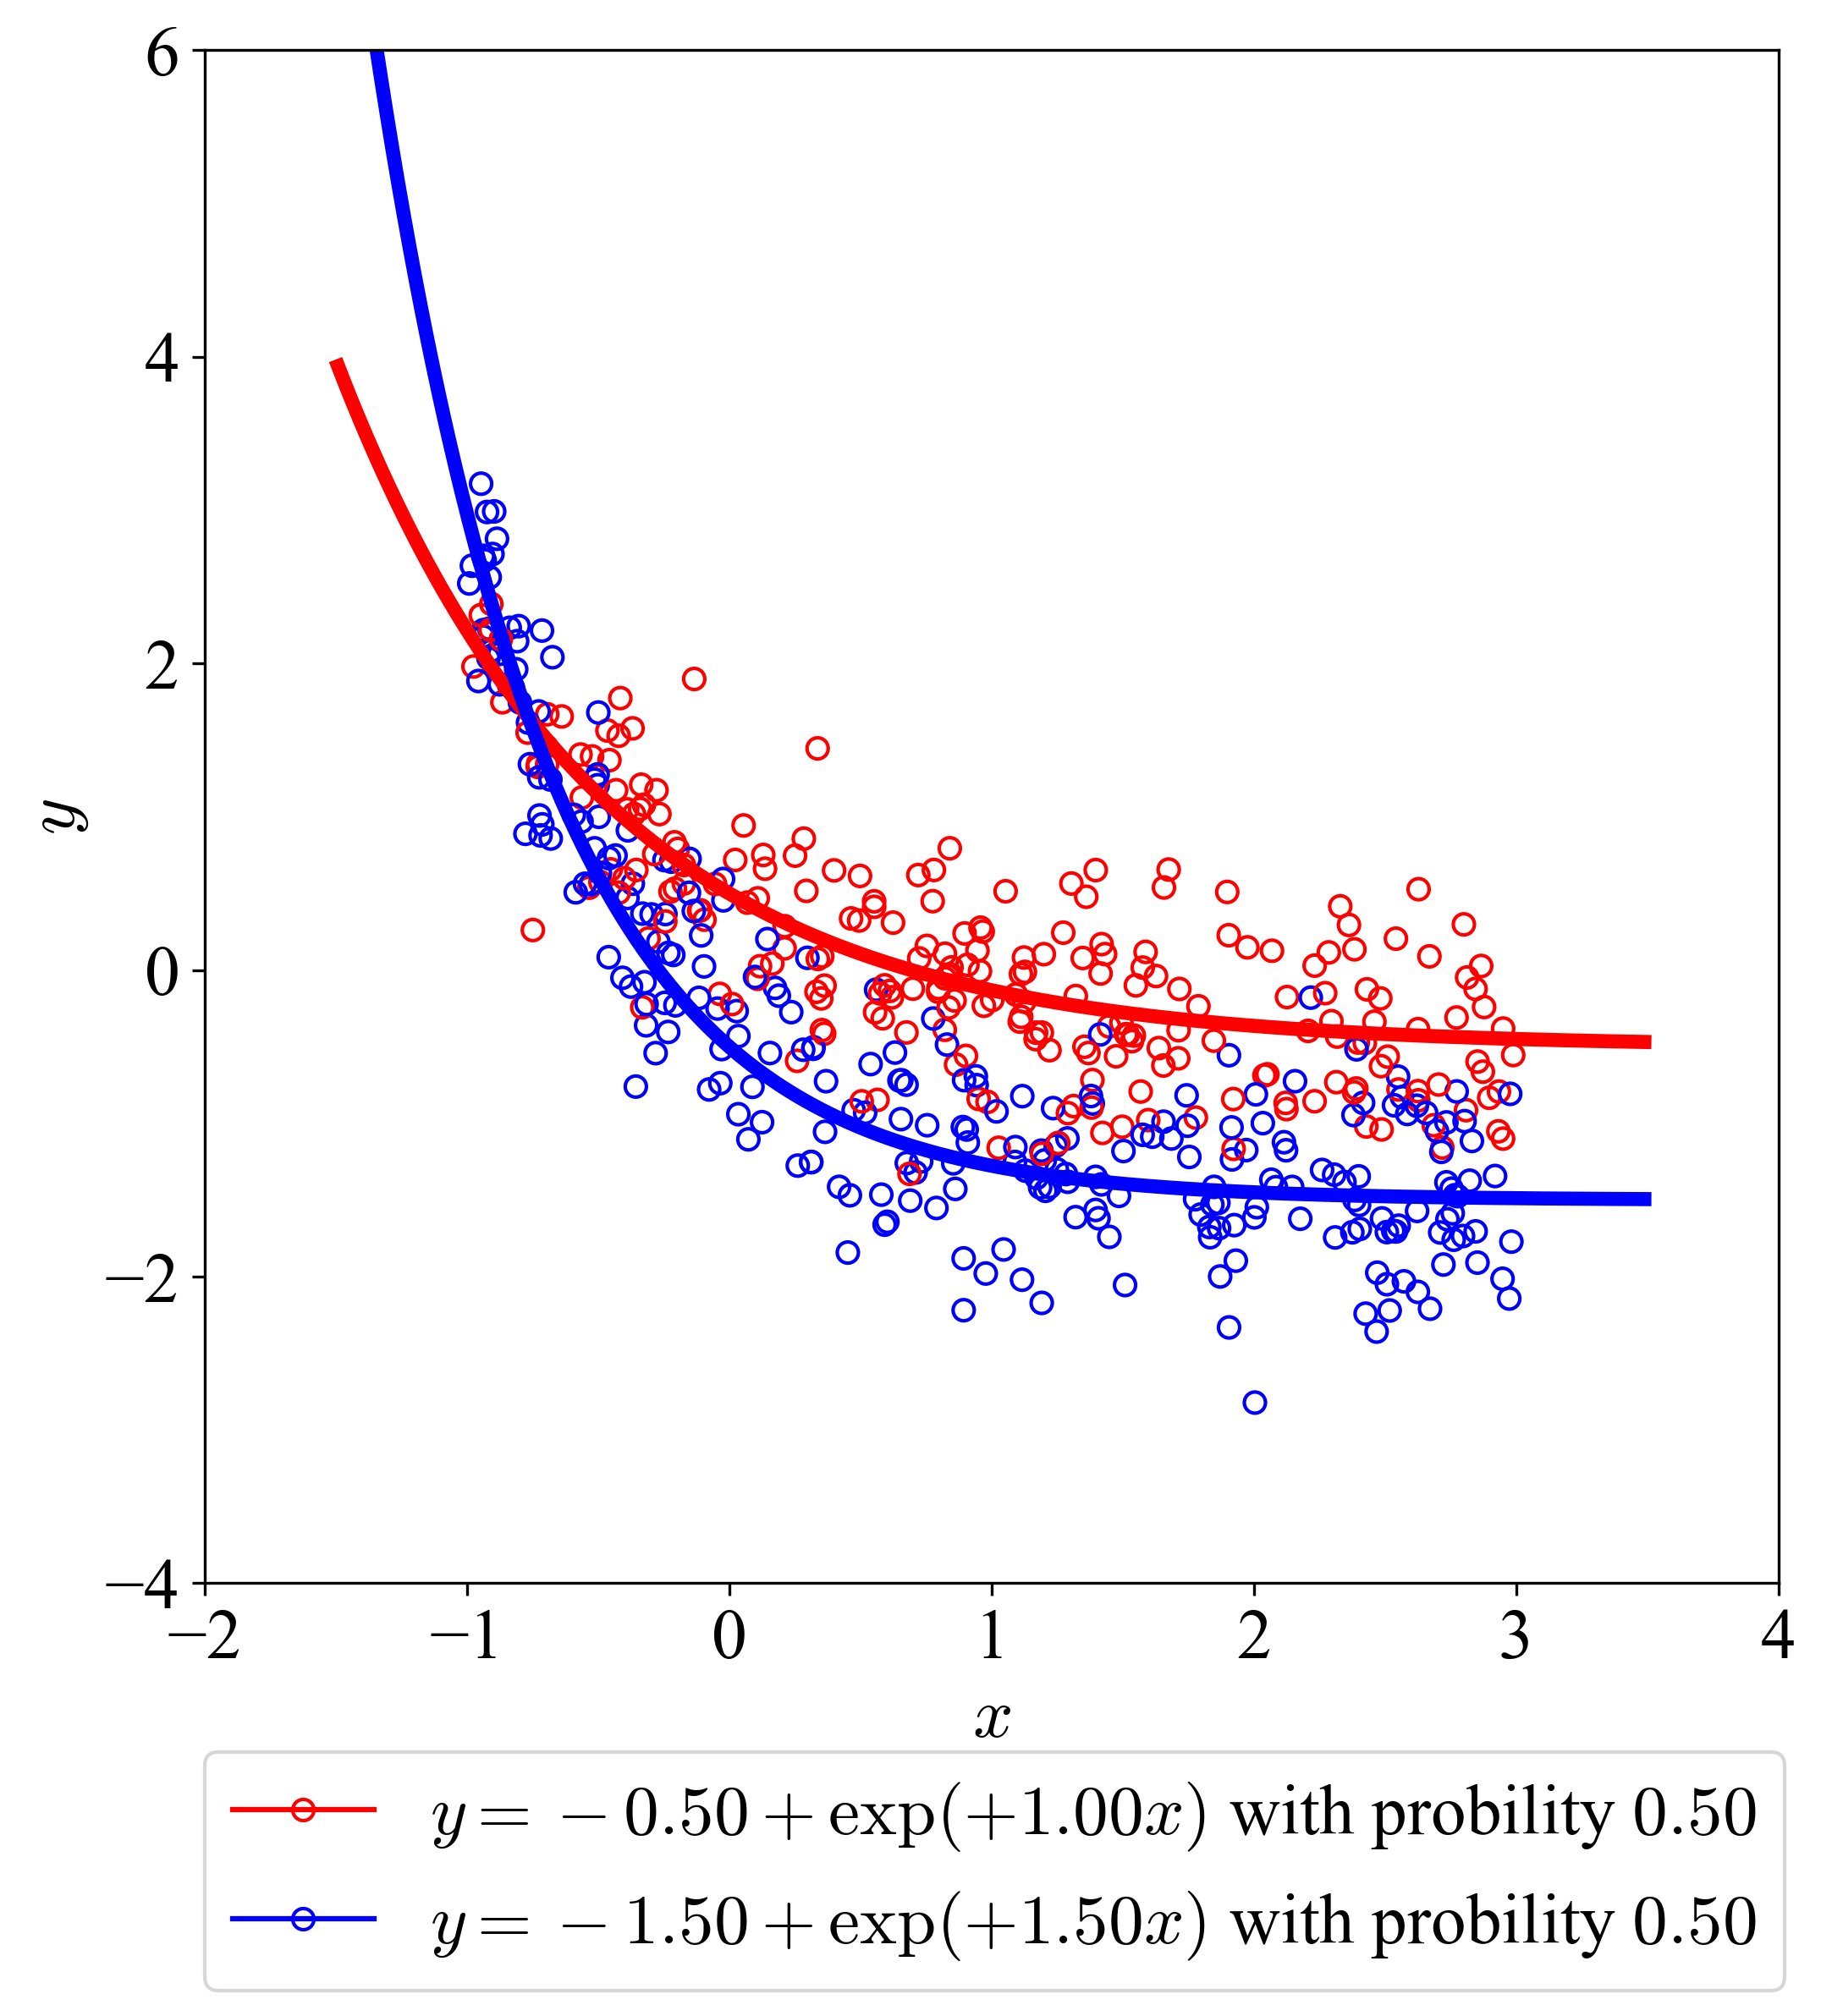 6
4
2
0
−2
−4
y
−2 −1 0 1 2 3 4
x
y = − 0.50 + exp(+1.00x) with probility 0.50
y = − 1.50 + exp(+1.50x) with probility 0.50